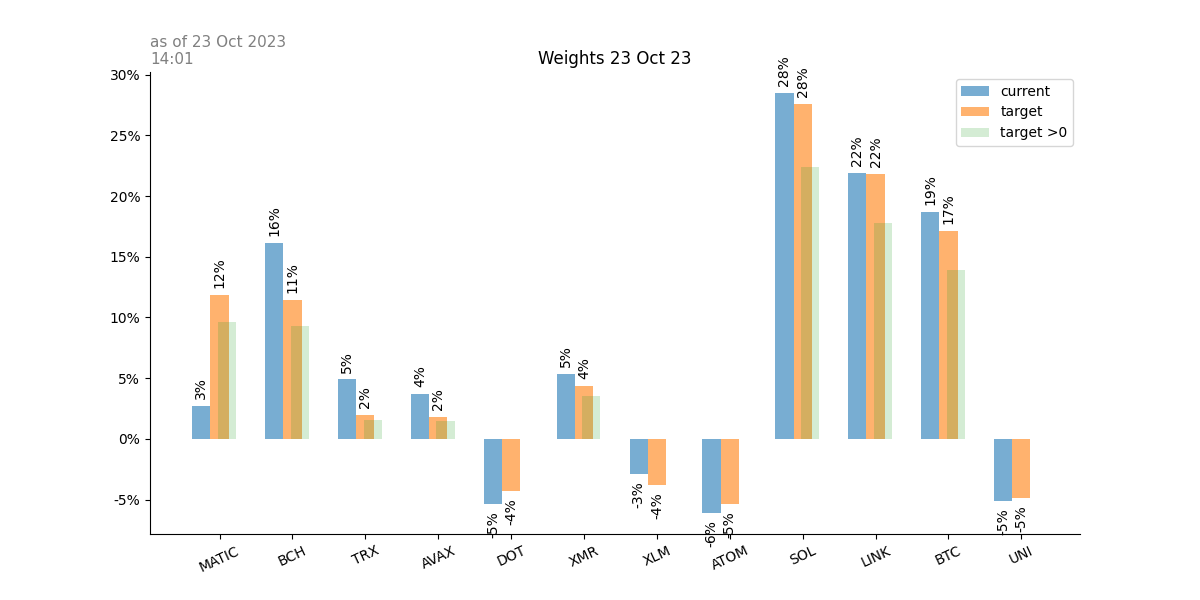 as of 23 Oct 2023
14:01
Weights 23 Oct 23
current
target
target >0
30%
25%
20%
15%
10%
5%
0%
-5%
3%
12%
16%
11%
5%
2%
4%
2%
-5%
-4%
5%
4%
-3%
-4%
-6%
-5%
28%
28%
22%
22%
19%
17%
-5%
-5%
MATIC
BCH
TRX
AVAX
DOT
XMR
XLM
ATOM
SOL
LINK
BTC
UNI